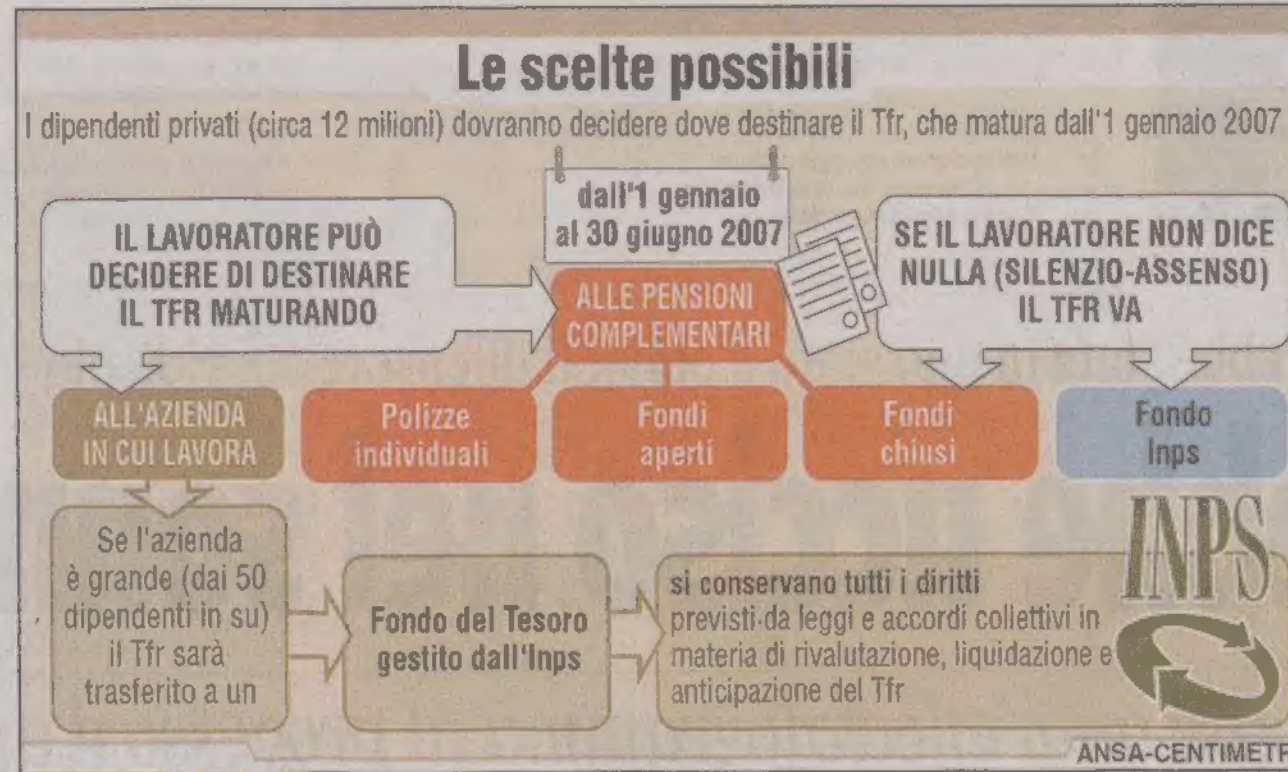 Le scelte possibili
I dipendenti privati (circa 12 milioni) dovranno decidere dove destinare il Tfr, che matura dall'1 gennaio 2007
dall'1 gennaio
al 30 giugno 2007
IL LAVORATORE PUÒ
DECIDERE DI DESTINARE
IL TFR MATURANDO
ALLE PENSIONI
COMPLEMENTARI
SE IL LAVORATORE NON DICE
NULLA (SILENZIO-ASSENSO)
IL TFR VA
ALL'AZIENDA
IN CUI LAVORA
Polizze
individuali
Fondi
aperti
Fondi
chiusi
Fondo
Inps
Se l'azienda
è grande (dai 50
dipendenti in su)
il Tfr sarà
trasferito a un
Fondo del Tesoro
gestito dall'Inps
si conservano tutti i diritti
previsti da leggi e accordi collettivi in
materia di rivalutazione, liquidazione e
anticipazione del Tfr
INPS
ANSA-CENTIMETR